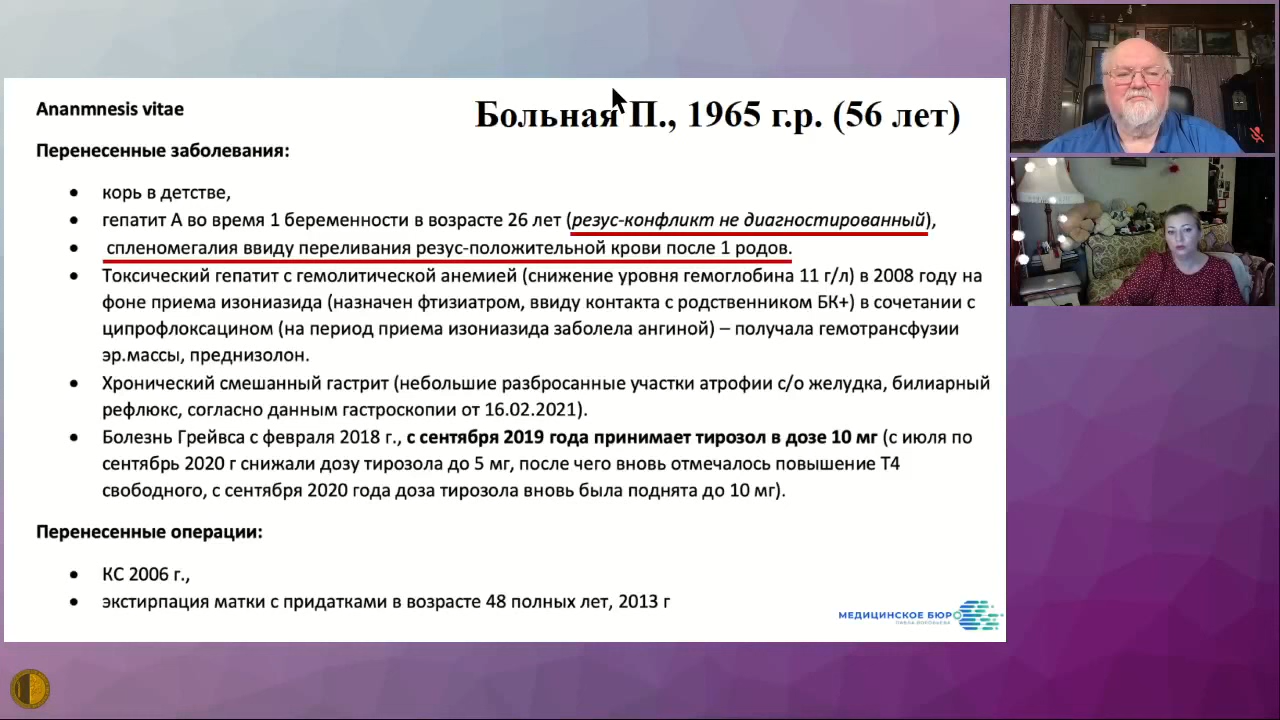 Ananmnesis vitae
Больная П., 1965 г.р. (56 лет)
Перенесенные заболевания:
• корь в детстве,
• гепатит А во время 1 беременности в возрасте 26 лет (резус-конфликт не диагностированный),
• спленомегалия ввиду переливания резус-положительной крови после 1 родов.
• Токсический гепатит с гемолитической анемией (снижение уровня гемоглобина 11 г/л) в 2008 году на
фоне приема изониазида (назначен фтизиатром, ввиду контакта с родственником БК+) в сочетании с
ципрофлоксацином (на период приема изониазида заболела ангиной) – получала гемотрансфузии
эр.массы, преднизолон.
• Хронический смешанный гастрит (небольшие разбросанные участки атрофии с/о желудка, билиарный
рефлюкс, согласно данным гастроскопии от 16.02.2021).
• Болезнь Грейвса с февраля 2018 г., с сентября 2019 года принимает тирозол в дозе 10 мг (с июля по
сентябрь 2020 г снижали дозу тирозола до 5 мг, после чего вновь отмечалось повышение Т4
свободного, с сентября 2020 года доза тирозола вновь была поднята до 10 мг).
Перенесенные операции:
• КС 2006 г.,
• экстирпация матки с придатками в возрасте 48 полных лет, 2013 г
МЕДИЦИНСКОЕ БЮРО
ПАВЛА ВОРОБЬЕВА